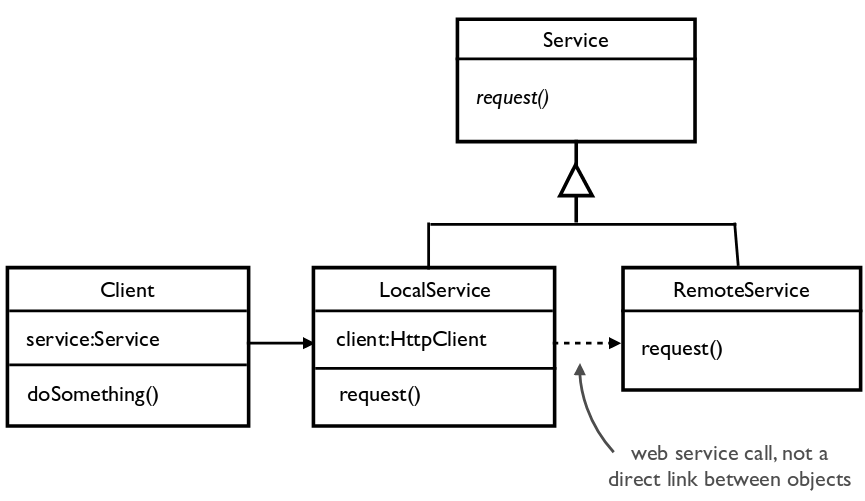 Service
request()
Client
service:Service
doSomething()
LocalService
client:HttpClient
request()
RemoteService
request()
web service call, not a
direct link between objects